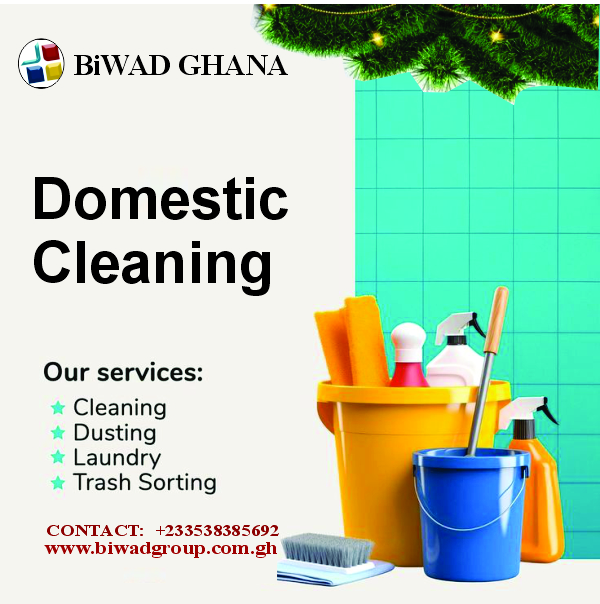 BiWAD GHANA
Domestic
Cleaning
Our services:
Cleaning
Dusting
Laundry
Trash Sorting
CONTACT: +233538385692
www.biwadgroup.com.gh